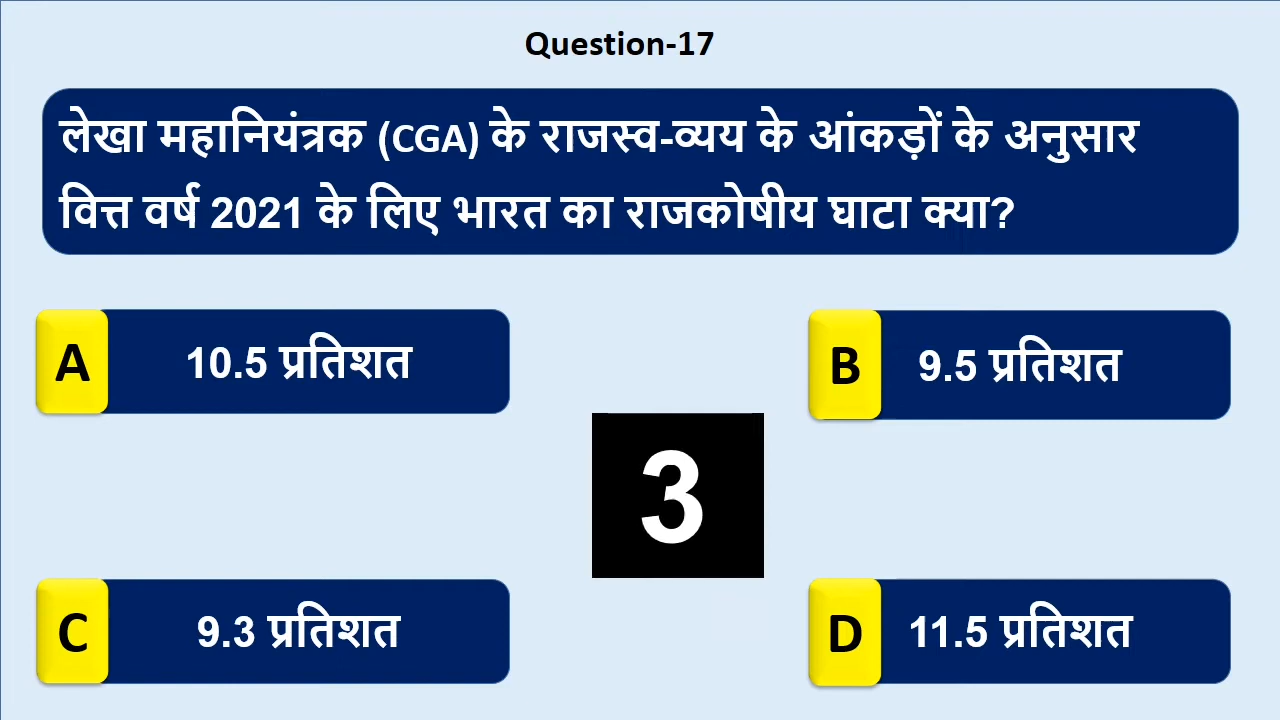 Question-17
लेखा महानियंत्रक (CGA) के राजस्व-व्यय के आंकड़ों के अनुसार
वित्त वर्ष 2021 के लिए भारत का राजकोषीय घाटा क्या?
A 10.5 प्रतिशत
B 9.5 प्रतिशत
3
C 9.3 प्रतिशत
D 11.5 प्रतिशत